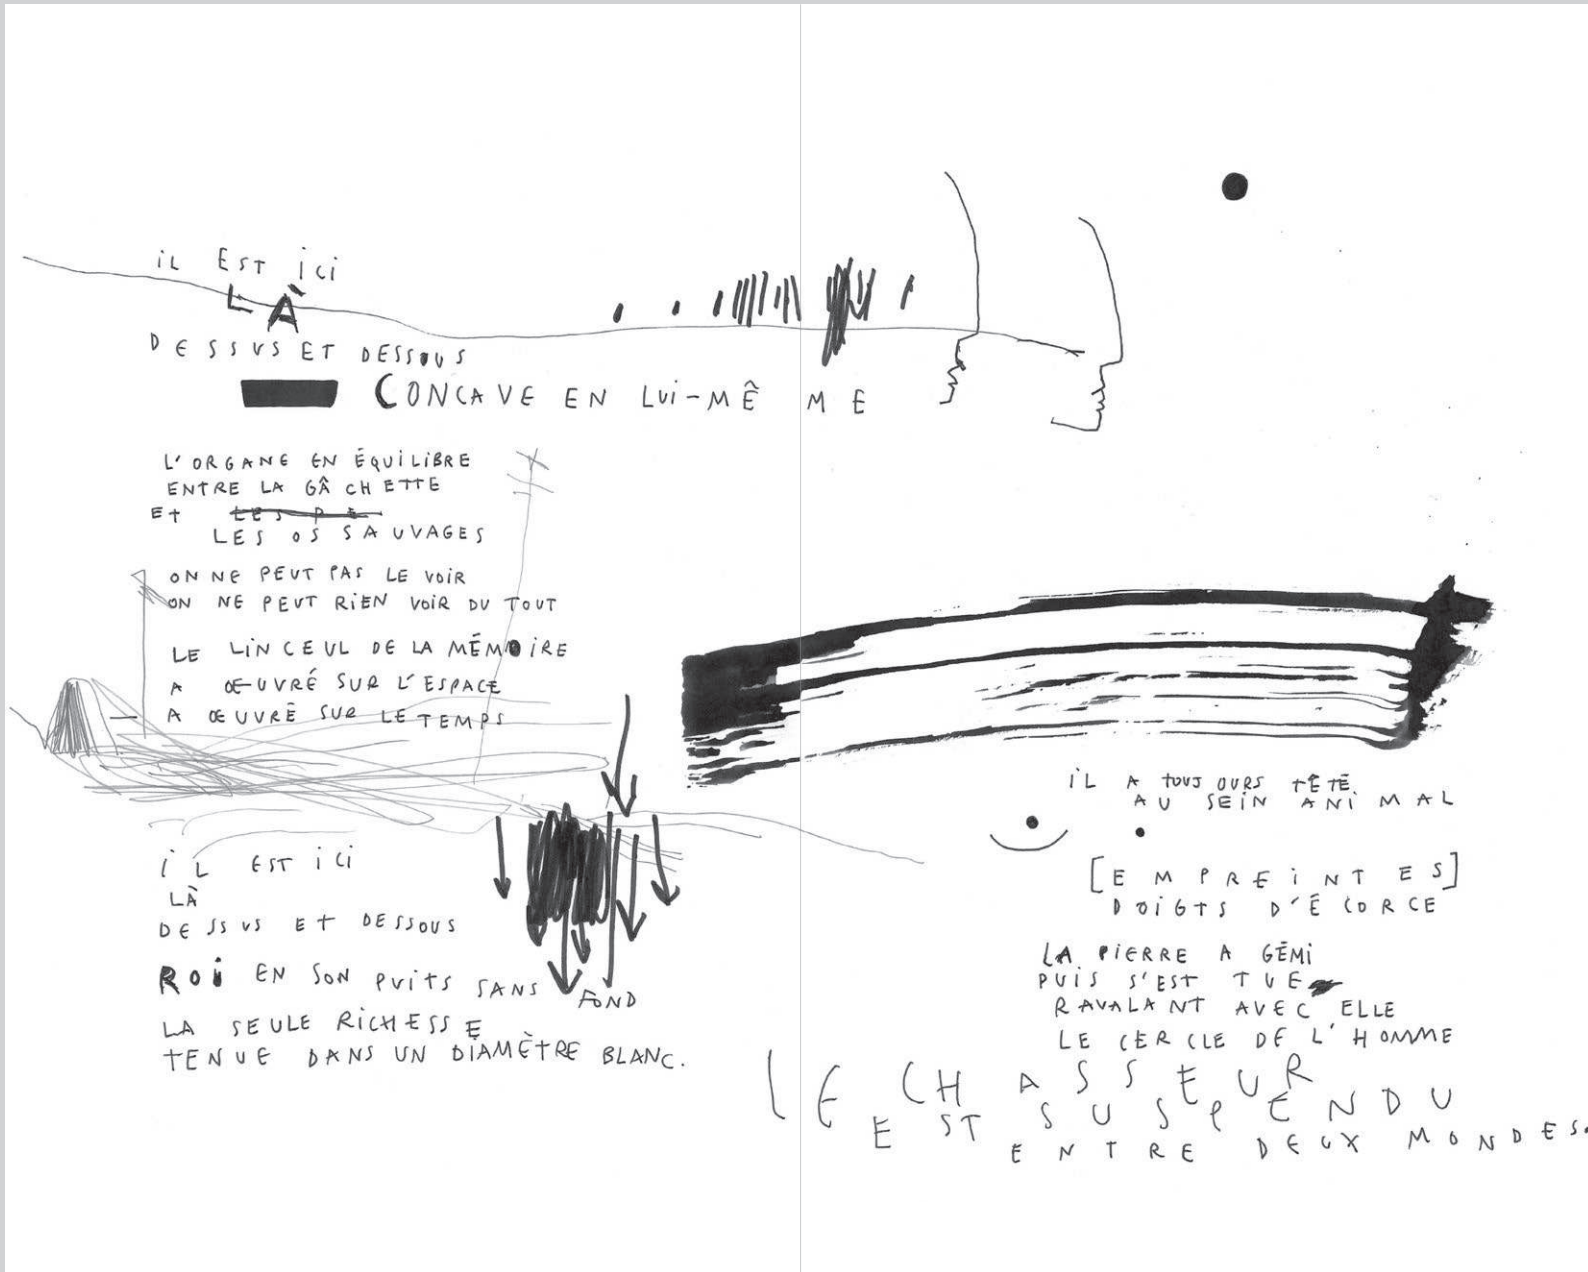 iL EST ici
LÀ
DESSUS ET DESSOUS
CONCAVE EN LUi-MÊME
L'ORGANE EN ÉQUILIBRE
ENTRE LA GÂCHETTE
ET
LES OS SAUVAGES
ON NE PEUT PAS LE VOIR
ON NE PEUT RIEN VOIR DU TOUT
LE LINCEUL DE LA MÉMOIRE
A ŒUVRÉ SUR L'ESPACE
A ŒUVRÉ SUR LE TEMPS
iL EST iCi
LÀ
DESSUS ET DESSOUS
ROi EN SON PUITS SANS FOND
LA SEULE RICHESSE
TENUE DANS UN DIAMÈTRE BLANC.
iL A TOUJOURS TÉTÉ
AU SEIN ANIMAL
[EMPREiNTES]
DOiGTS D'ÉCORCE
LA PIERRE A GÉMI
PUIS S'EST TUE
RAVALANT AVEC ELLE
LE CERCLE DE L'HOMME
LE CHASSEUR
EST SUSPENDU
ENTRE DEUX MONDES.